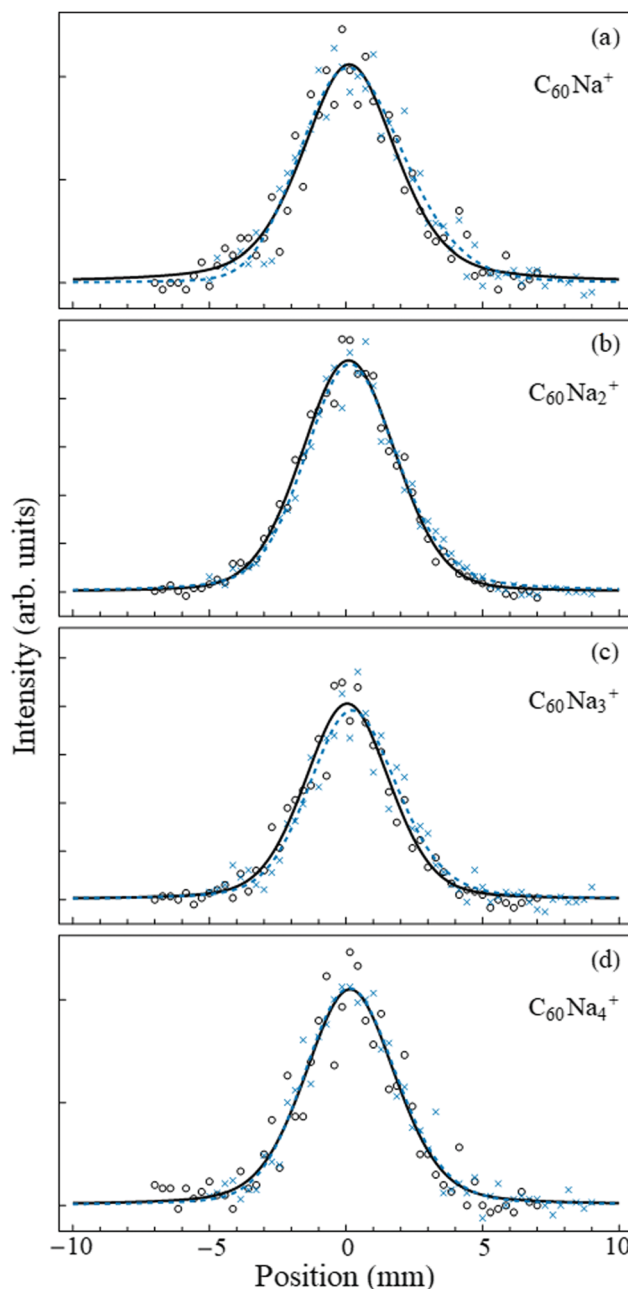 (a)
C₆₀Na⁺
(b)
C₆₀Na₂⁺
(c)
C₆₀Na₃⁺
(d)
C₆₀Na₄⁺
Intensity (arb. units)
−10 −5 0 5 10
Position (mm)